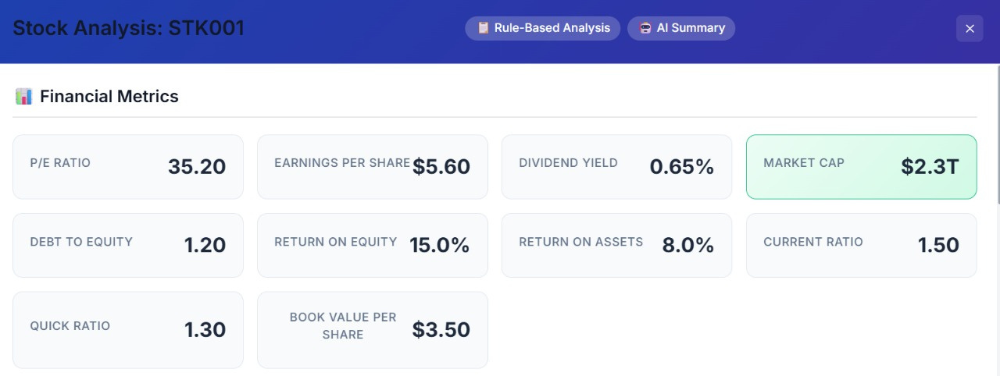 Stock Analysis: STK001
Rule-Based Analysis
AI Summary
Financial Metrics
P/E RATIO 35.20
EARNINGS PER SHARE $5.60
DIVIDEND YIELD 0.65%
MARKET CAP $2.3T
DEBT TO EQUITY 1.20
RETURN ON EQUITY 15.0%
RETURN ON ASSETS 8.0%
CURRENT RATIO 1.50
QUICK RATIO 1.30
BOOK VALUE PER
SHARE
$3.50